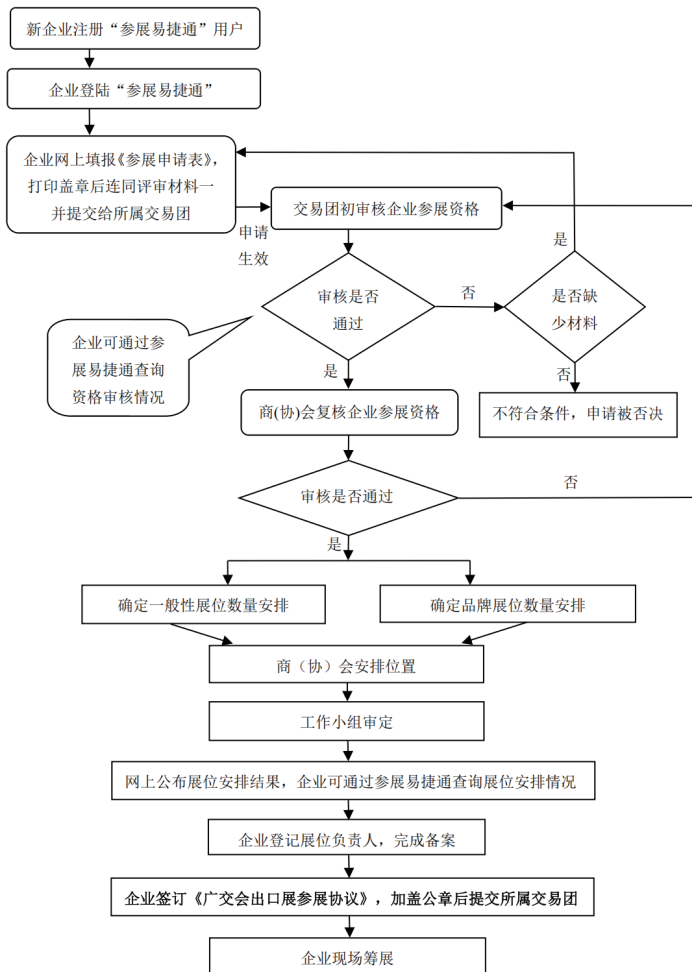 新企业注册“参展易捷通”用户
企业登陆“参展易捷通”
企业网上填报《参展申请表》，
打印盖章后连同评审材料一
并提交给所属交易团
申请
生效
交易团初审核企业参展资格
是
审核是否
通过
否
是否缺
少材料
企业可通过参
展易捷通查询
资格审核情况
是
否
商(协)会复核企业参展资格
不符合条件，申请被否决
审核是否通过
否
是
确定一般性展位数量安排
确定品牌展位数量安排
商（协）会安排位置
工作小组审定
网上公布展位安排结果，企业可通过参展易捷通查询展位安排情况
企业登记展位负责人，完成备案
企业签订《广交会出口展参展协议》，加盖公章后提交所属交易团
企业现场筹展